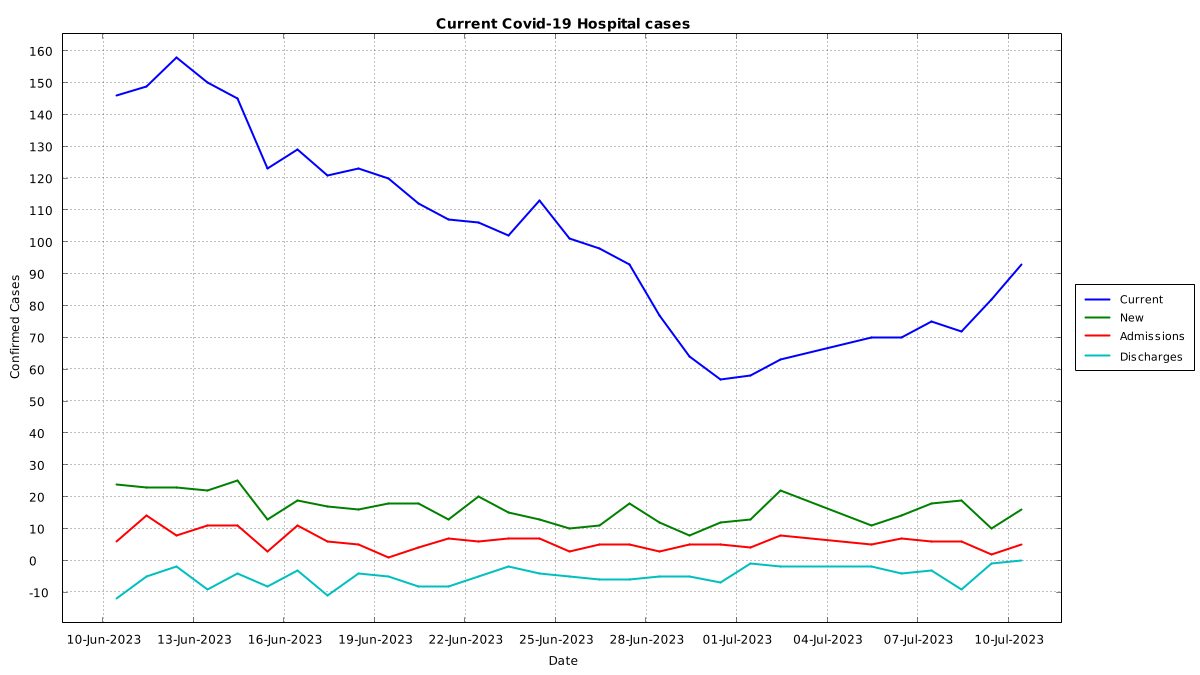 Current Covid-19 Hospital cases
160
150
140
130
120
110
100
90
80
70
60
50
40
30
20
10
0
-10
Confirmed Cases
10-Jun-2023 13-Jun-2023 16-Jun-2023 19-Jun-2023 22-Jun-2023 25-Jun-2023 28-Jun-2023 01-Jul-2023 04-Jul-2023 07-Jul-2023 10-Jul-2023
Date
Current
New
Admissions
Discharges